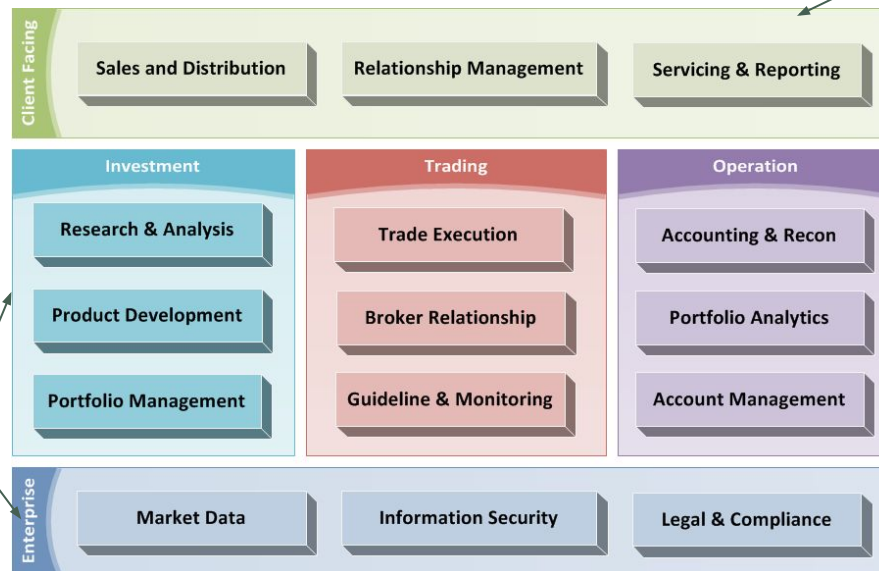 Client Facing
Sales and Distribution
Relationship Management
Servicing & Reporting
Investment
Research & Analysis
Product Development
Portfolio Management
Trading
Trade Execution
Broker Relationship
Guideline & Monitoring
Operation
Accounting & Recon
Portfolio Analytics
Account Management
Enterprise
Market Data
Information Security
Legal & Compliance